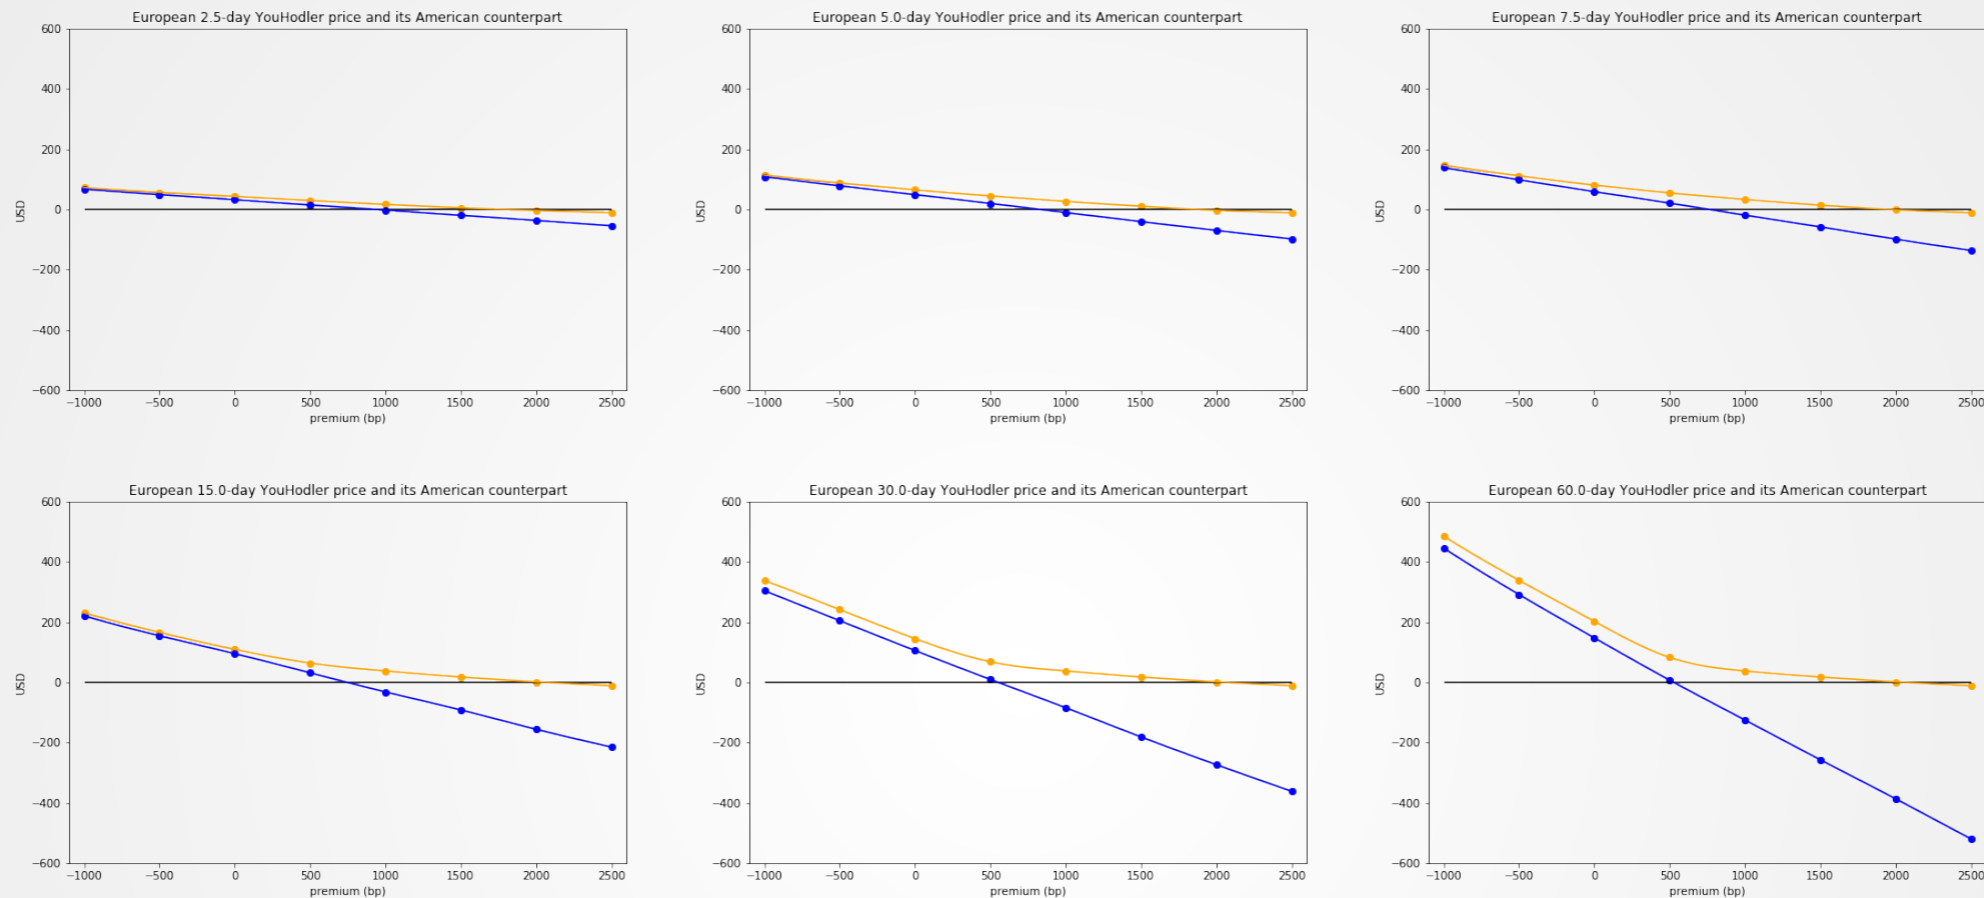 European 2.5-day YouHodler price and its American counterpart
600
400
200
0
−200
−400
−600
USD
−1000 −500 0 500 1000 1500 2000 2500
premium (bp)
European 5.0-day YouHodler price and its American counterpart
600
400
200
0
−200
−400
−600
USD
−1000 −500 0 500 1000 1500 2000 2500
premium (bp)
European 7.5-day YouHodler price and its American counterpart
600
400
200
0
−200
−400
−600
USD
−1000 −500 0 500 1000 1500 2000 2500
premium (bp)
European 15.0-day YouHodler price and its American counterpart
600
400
200
0
−200
−400
−600
USD
−1000 −500 0 500 1000 1500 2000 2500
premium (bp)
European 30.0-day YouHodler price and its American counterpart
600
400
200
0
−200
−400
−600
USD
−1000 −500 0 500 1000 1500 2000 2500
premium (bp)
European 60.0-day YouHodler price and its American counterpart
600
400
200
0
−200
−400
−600
USD
−1000 −500 0 500 1000 1500 2000 2500
premium (bp)